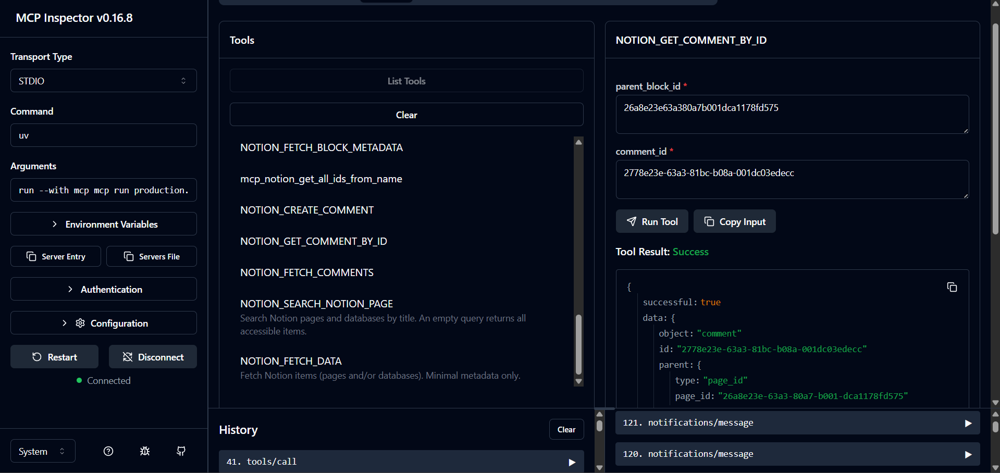 MCP Inspector v0.16.8
Transport Type
STDIO
Command
uv
Arguments
run --with mcp mcp run production.
Environment Variables
Server Entry
Servers File
Authentication
Configuration
Restart
Disconnect
Connected
System
Tools
List Tools
Clear
NOTION_FETCH_BLOCK_METADATA
mcp_notion_get_all_ids_from_name
NOTION_CREATE_COMMENT
NOTION_GET_COMMENT_BY_ID
NOTION_FETCH_COMMENTS
NOTION_SEARCH_NOTION_PAGE
Search Notion pages and databases by title. An empty query returns all
accessible items.
NOTION_FETCH_DATA
Fetch Notion items (pages and/or databases). Minimal metadata only.
History
Clear
41. tools/call
NOTION_GET_COMMENT_BY_ID
parent_block_id *
26a8e23e63a380a7b001dca1178fd575
comment_id *
2778e23e-63a3-81bc-b08a-001dc03edecc
Run Tool
Copy Input
Tool Result: Success
{
successful: true
data: {
object: "comment"
id: "2778e23e-63a3-81bc-b08a-001dc03edecc"
parent: {
type: "page_id"
page_id: "26a8e23e-63a3-80a7-b001-dca1178fd575"
121. notifications/message
120. notifications/message